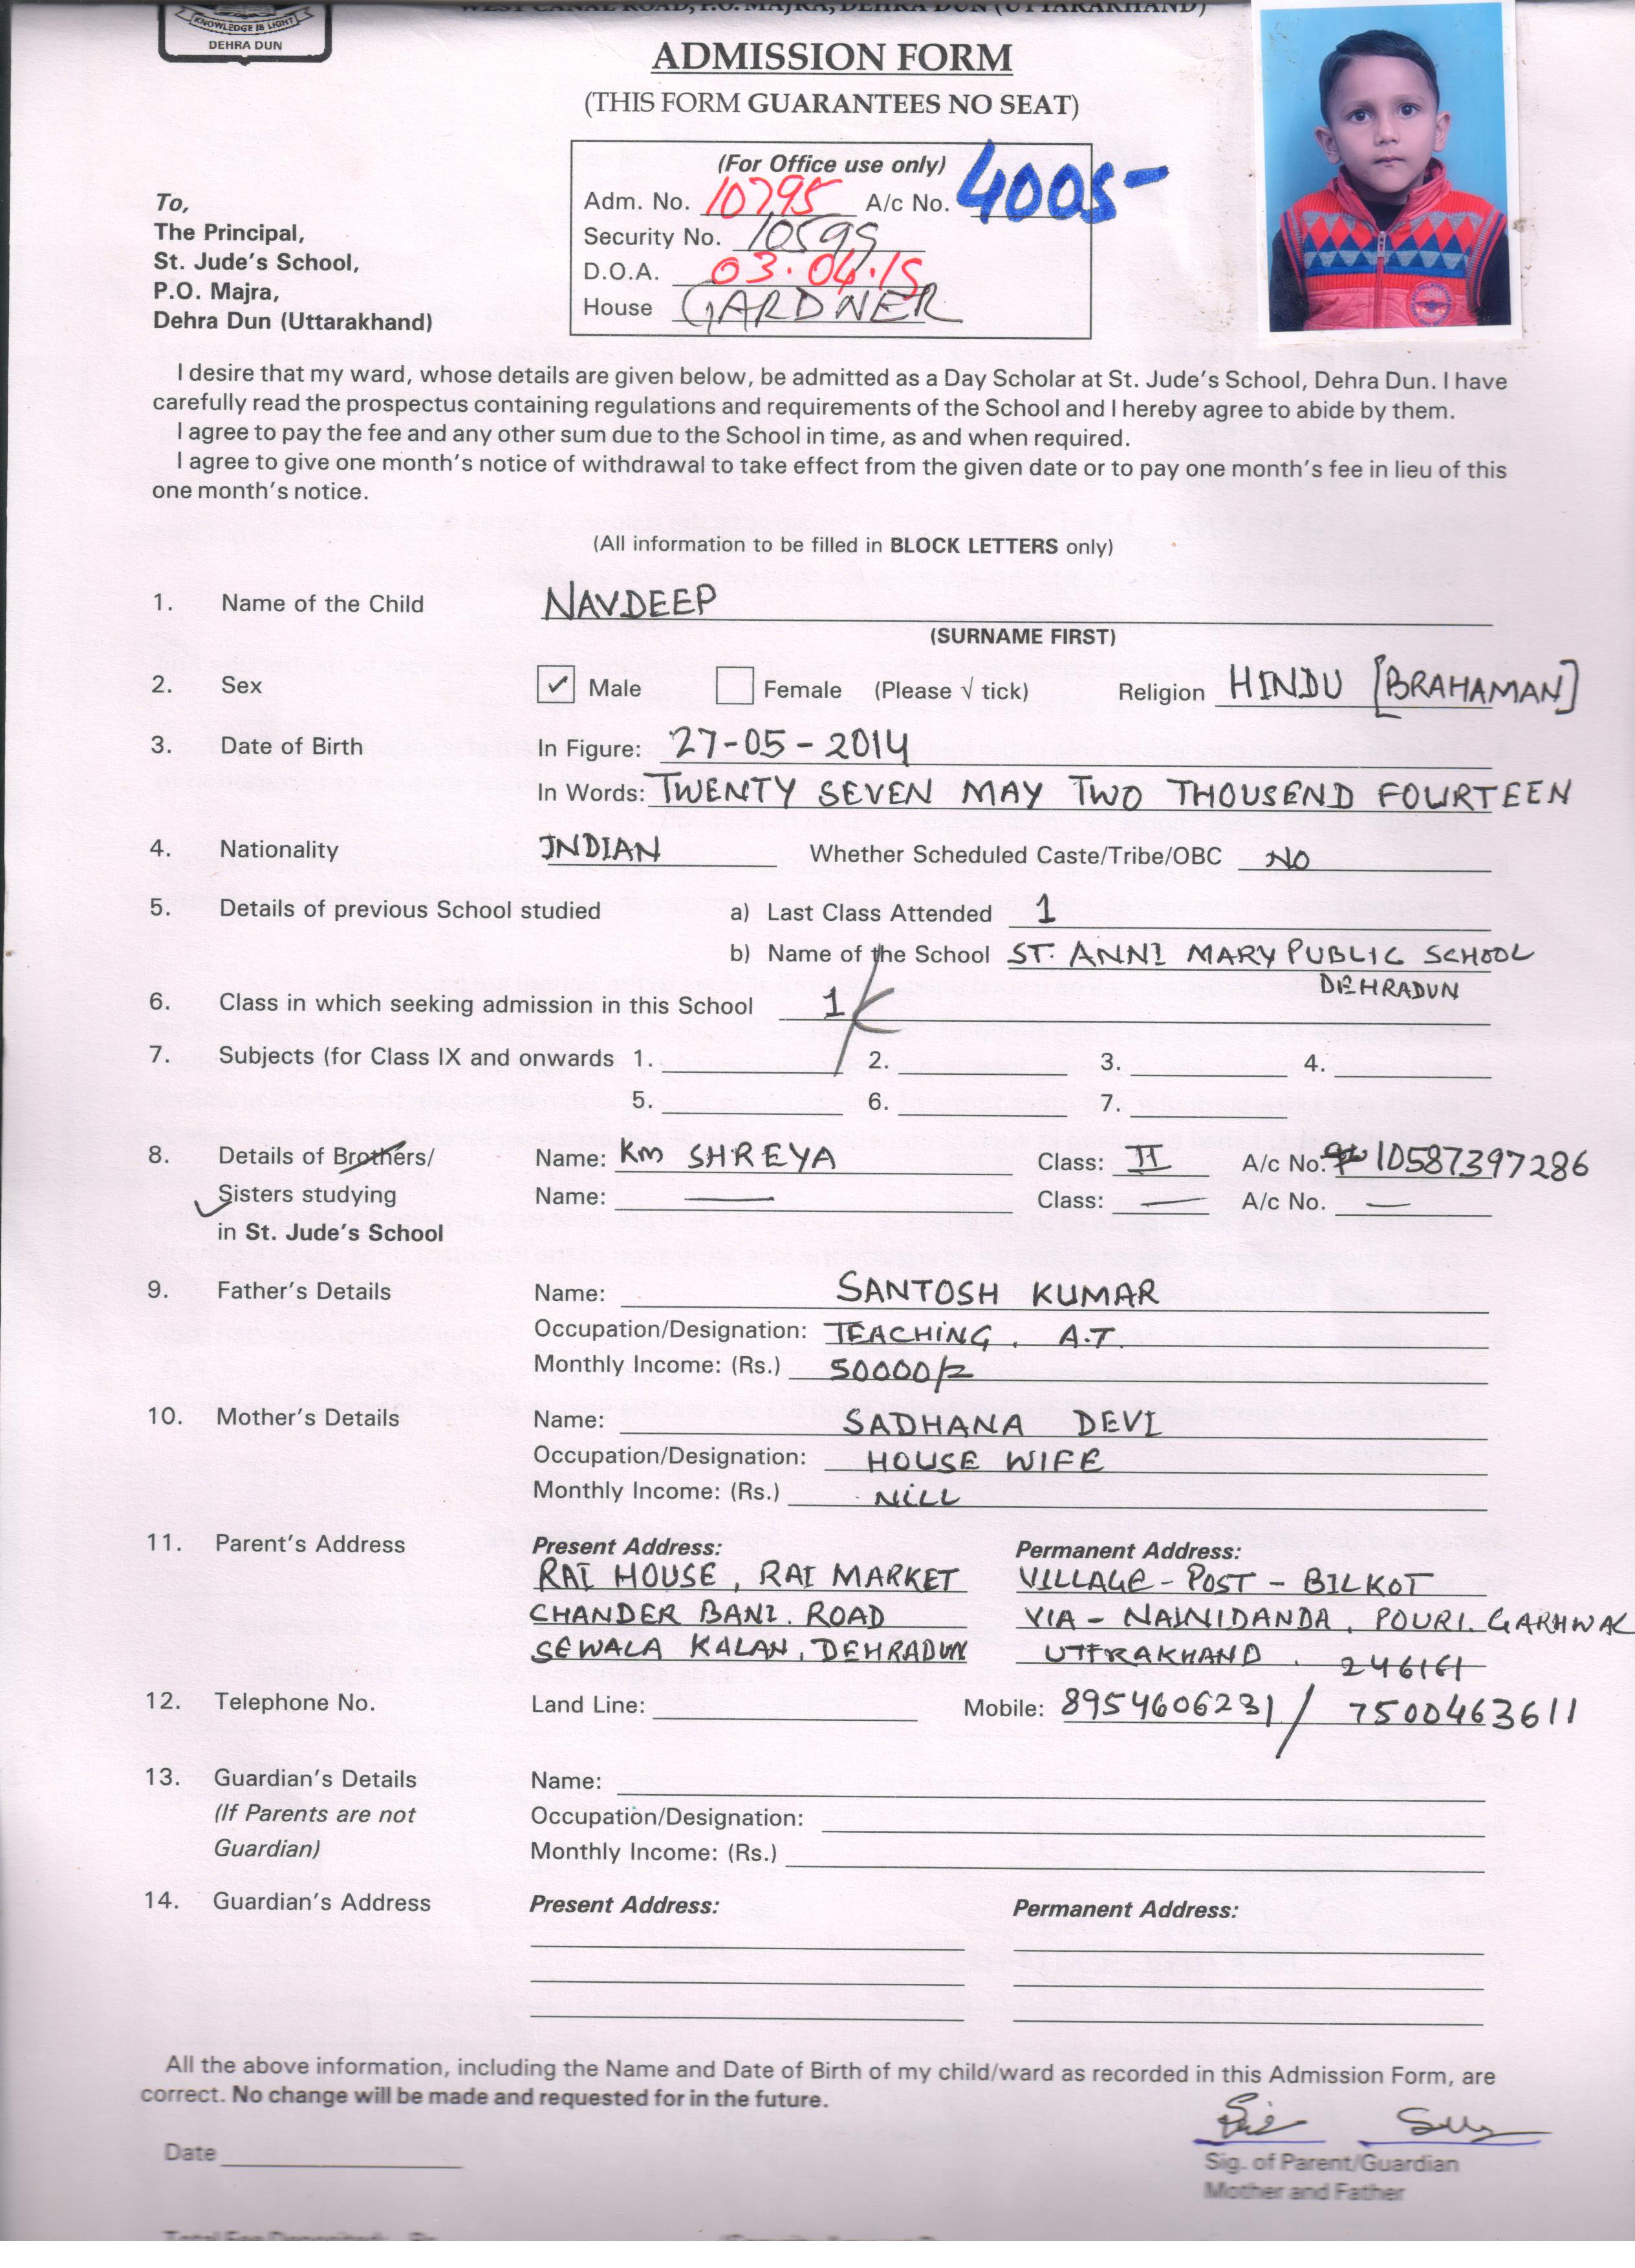 WEST CANAL ROAD, P.O. MAJRA, DEHRA DUN (UTTARAKHAND)
KNOWLEDGE IS LIGHT
DEHRA DUN
ADMISSION FORM
(THIS FORM GUARANTEES NO SEAT)
(For Office use only)
Adm. No. 10795 A/c No. 4005-
Security No. 10599
D.O.A. 03.04.15
House GARDNER
To,
The Principal,
St. Jude's School,
P.O. Majra,
Dehra Dun (Uttarakhand)
I desire that my ward, whose details are given below, be admitted as a Day Scholar at St. Jude's School, Dehra Dun. I have
carefully read the prospectus containing regulations and requirements of the School and I hereby agree to abide by them.
I agree to pay the fee and any other sum due to the School in time, as and when required.
I agree to give one month's notice of withdrawal to take effect from the given date or to pay one month's fee in lieu of this
one month's notice.
(All information to be filled in BLOCK LETTERS only)
1. Name of the Child NAVDEEP
(SURNAME FIRST)
2. Sex ✓ Male Female (Please √ tick) Religion HINDU [BRAHAMAN]
3. Date of Birth In Figure: 27-05-2014
In Words: TWENTY SEVEN MAY TWO THOUSEND FOURTEEN
4. Nationality INDIAN Whether Scheduled Caste/Tribe/OBC NO
5. Details of previous School studied a) Last Class Attended 1
b) Name of the School ST. ANNI MARY PUBLIC SCHOOL
DEHRADUN
6. Class in which seeking admission in this School 1
7. Subjects (for Class IX and onwards 1. 2. 3. 4.
5. 6. 7.
8. Details of Brothers/ Name: Km SHREYA Class: II A/c No. 10587397286
Sisters studying Name: — Class: — A/c No. —
in St. Jude's School
9. Father's Details Name: SANTOSH KUMAR
Occupation/Designation: TEACHING, A.T.
Monthly Income: (Rs.) 50000/=
10. Mother's Details Name: SADHANA DEVI
Occupation/Designation: HOUSE WIFE
Monthly Income: (Rs.) NILL
11. Parent's Address Present Address: Permanent Address:
RAI HOUSE, RAI MARKET VILLAGE-POST-BILKOT
CHANDER BANI. ROAD VIA-NAINIDANDA, POURI. GARHWAL
SEWALA KALAN, DEHRADUN UTTRAKHAND. 246161
12. Telephone No. Land Line: Mobile: 8954606231/ 7500463611
13. Guardian's Details Name:
(If Parents are not Occupation/Designation:
Guardian) Monthly Income: (Rs.)
14. Guardian's Address Present Address: Permanent Address:
All the above information, including the Name and Date of Birth of my child/ward as recorded in this Admission Form, are
correct. No change will be made and requested for in the future.
Date
Sig. of Parent/Guardian
Mother and Father